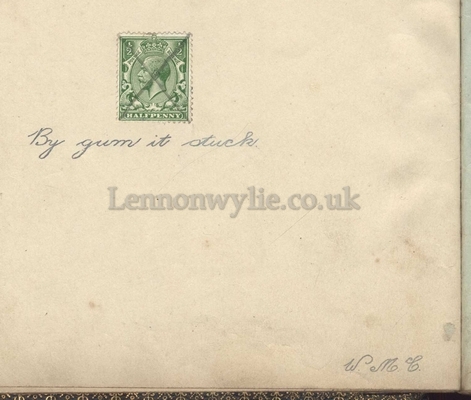 HALFPENNY
By gum it stuck.
Lennonwylie.co.uk
W. M. C.